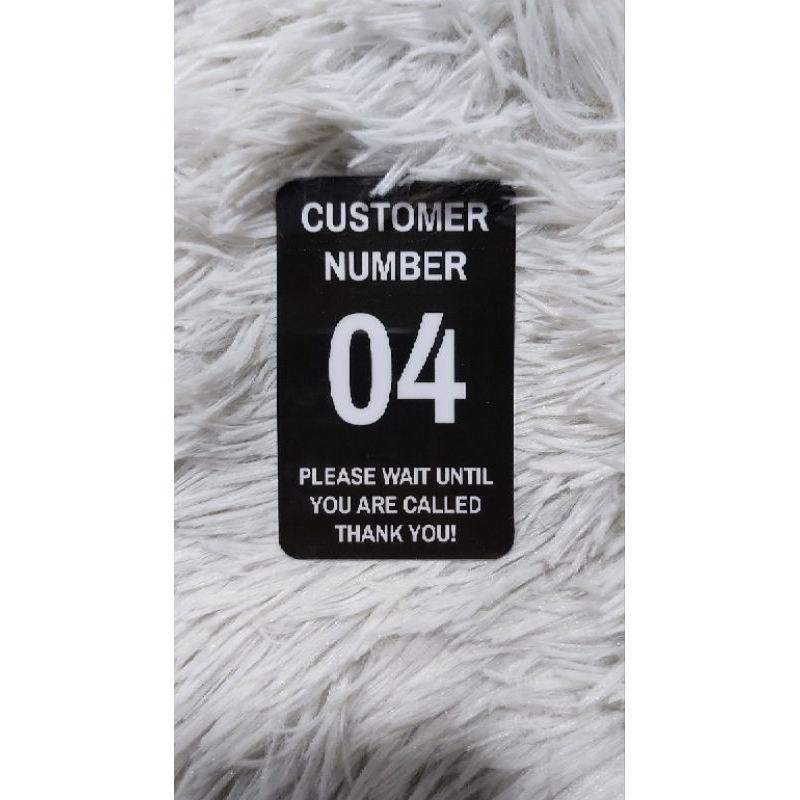 CUSTOMER
NUMBER
04
PLEASE WAIT UNTIL
YOU ARE CALLED
THANK YOU!